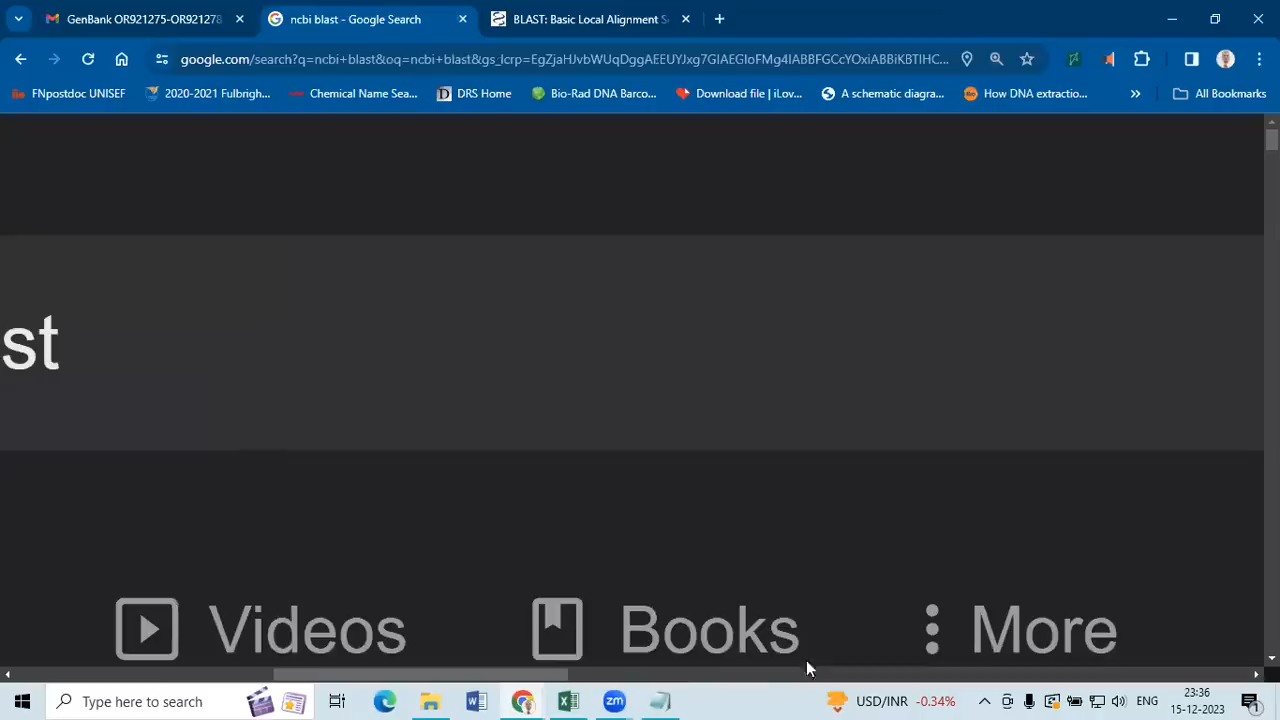 GenBank OR921275-OR921278
ncbi blast - Google Search
BLAST: Basic Local Alignment S
google.com/search?q=ncbi+blast&oq=ncbi+blast&gs_lcrp=EgZjaHJvbWUqDggAEEUYJxg7GIAEGIoFMg4IABBFGCcYOxiABBiKBTIHC...
FNpostdoc UNISEF
2020-2021 Fulbrigh...
Chemical Name Sea...
DRS Home
Bio-Rad DNA Barco...
Download file | iLov...
A schematic diagra...
How DNA extractio...
All Bookmarks
st
Videos
Books
More
Type here to search
USD/INR -0.34%
ENG
23:36
15-12-2023